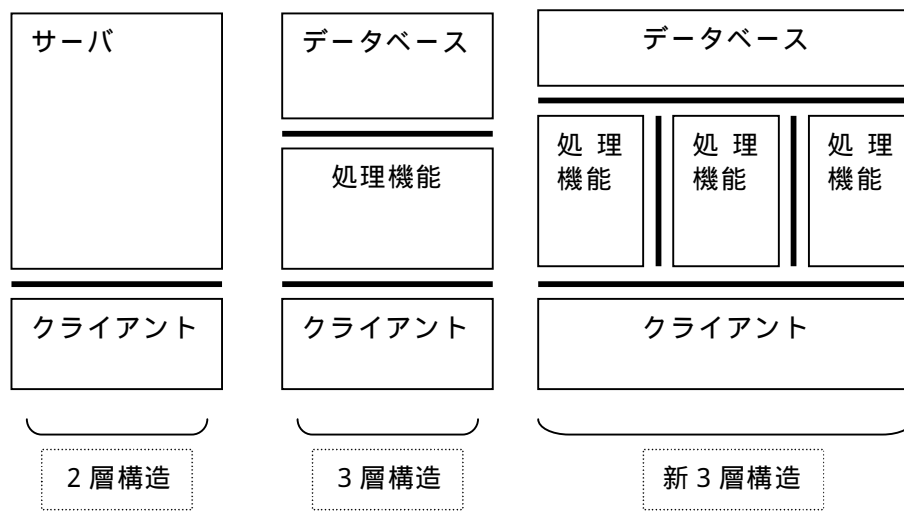 サーバ
クライアント
2層構造
データベース
処理機能
クライアント
3層構造
データベース
処 理
機能
処 理
機能
処 理
機能
クライアント
新3層構造